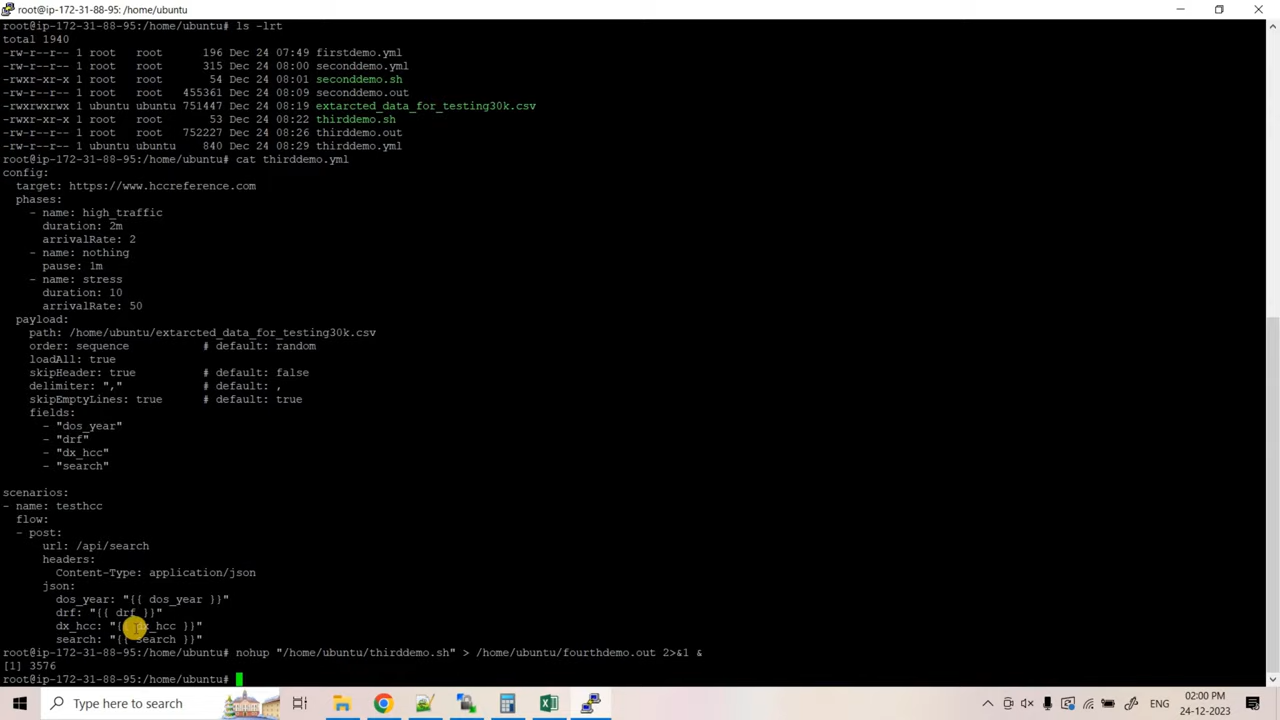 root@ip-172-31-88-95: /home/ubuntu
root@ip-172-31-88-95:/home/ubuntu# ls -lrt
total 1940
-rw-r--r-- 1 root   root      196 Dec 24 07:49 firstdemo.yml
-rw-r--r-- 1 root   root      315 Dec 24 08:00 seconddemo.yml
-rwxr-xr-x 1 root   root       54 Dec 24 08:01 seconddemo.sh
-rw-r--r-- 1 root   root   455361 Dec 24 08:09 seconddemo.out
-rwxrwxrwx 1 ubuntu ubuntu 751447 Dec 24 08:19 extarcted_data_for_testing30k.csv
-rwxr-xr-x 1 root   root       53 Dec 24 08:22 thirddemo.sh
-rw-r--r-- 1 root   root   752227 Dec 24 08:26 thirddemo.out
-rw-r--r-- 1 root   root      840 Dec 24 08:29 thirddemo.yml
root@ip-172-31-88-95:/home/ubuntu# cat thirddemo.yml
config:
  target: https://www.hccreference.com
  phases:
    - name: high_traffic
      duration: 2m
      arrivalRate: 2
    - name: nothing
      pause: 1m
    - name: stress
      duration: 10
      arrivalRate: 50
  payload:
    path: /home/ubuntu/extarcted_data_for_testing30k.csv
    order: sequence           # default: random
    loadAll: true
    skipHeader: true          # default: false
    delimiter: ","            # default: ,
    skipEmptyLines: true      # default: true
    fields:
      - "dos_year"
      - "drf"
      - "dx_hcc"
      - "search"
scenarios:
- name: testhcc
  flow:
  - post:
      url: /api/search
      headers:
        Content-Type: application/json
      json:
        dos_year: "{{ dos_year }}"
        drf: "{{ drf }}"
        dx_hcc: "{{ dx_hcc }}"
        search: "{{ search }}"
root@ip-172-31-88-95:/home/ubuntu# nohup "/home/ubuntu/thirddemo.sh" > /home/ubuntu/fourthdemo.out 2>&1 &
[1] 3576
root@ip-172-31-88-95:/home/ubuntu#
Type here to search
ENG
02:00 PM
24-12-2023